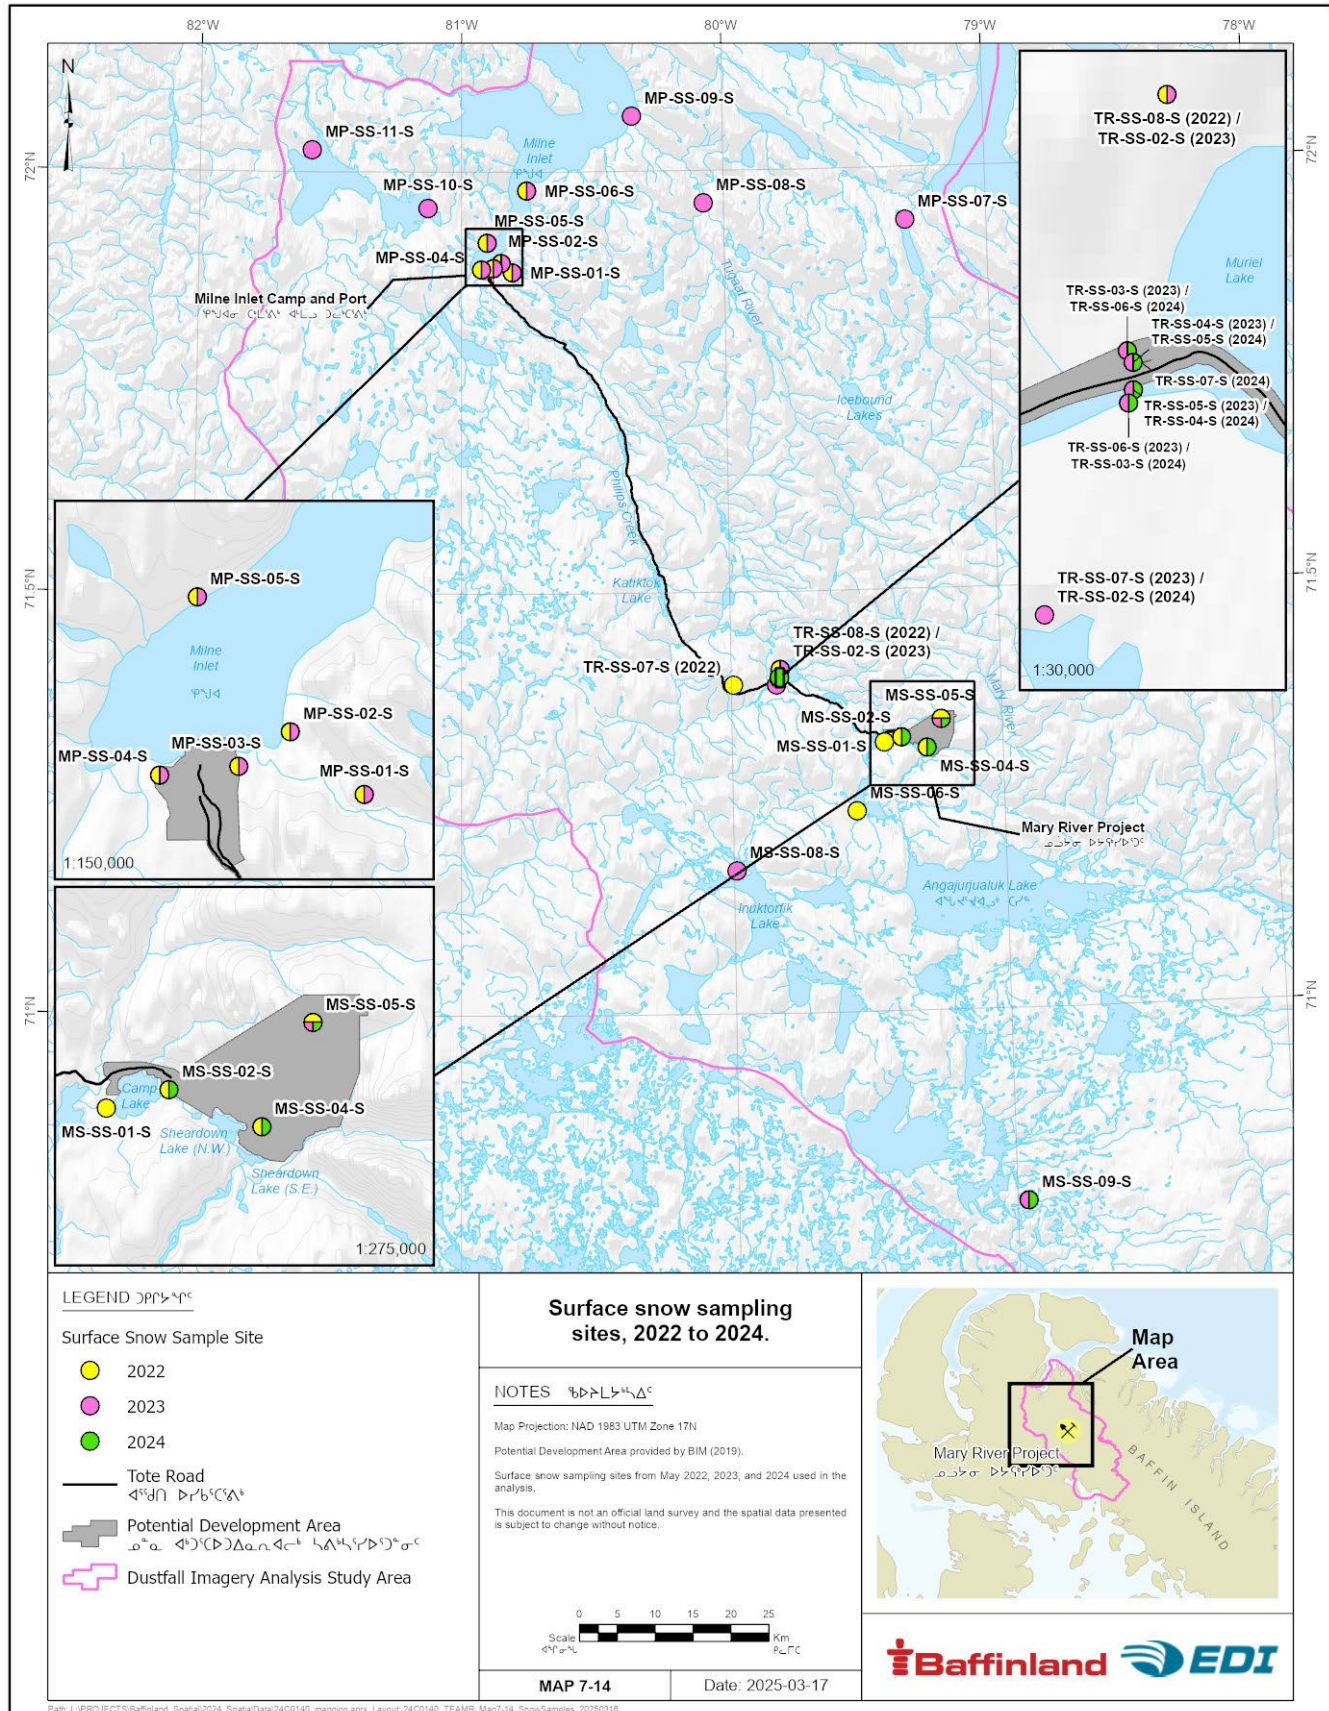 82°W
81°W
80°W
79°W
78°W
N
72°N
72°N
71.5°N
71.5°N
71°N
71°N
MP-SS-09-S
MP-SS-11-S
Milne
Inlet
MP-SS-10-S
MP-SS-06-S
MP-SS-08-S
MP-SS-07-S
MP-SS-05-S
MP-SS-02-S
MP-SS-04-S
MP-SS-01-S
Milne Inlet Camp and Port
Tugaat River
Icebound
Lakes
Philips Creek
Katiktok
Lake
TR-SS-08-S (2022) /
TR-SS-02-S (2023)
TR-SS-07-S (2022)
MS-SS-05-S
Mary River
MS-SS-02-S
MS-SS-01-S
MS-SS-04-S
MS-SS-06-S
Mary River Project
MS-SS-08-S
Angajurjualuk Lake
Inuktorfik
Lake
MS-SS-09-S
TR-SS-08-S (2022) /
TR-SS-02-S (2023)
Muriel
Lake
TR-SS-03-S (2023) /
TR-SS-06-S (2024)
TR-SS-04-S (2023) /
TR-SS-05-S (2024)
TR-SS-07-S (2024)
TR-SS-05-S (2023) /
TR-SS-04-S (2024)
TR-SS-06-S (2023) /
TR-SS-03-S (2024)
TR-SS-07-S (2023) /
TR-SS-02-S (2024)
1:30,000
MP-SS-05-S
Milne
Inlet
MP-SS-02-S
MP-SS-03-S
MP-SS-04-S
MP-SS-01-S
1:150,000
MS-SS-05-S
MS-SS-02-S
Camp
Lake
MS-SS-04-S
MS-SS-01-S
Sheardown
Lake (N.W.)
Sheardown
Lake (S.E.)
1:275,000
LEGEND
Surface Snow Sample Site
2022
2023
2024
Tote Road
Potential Development Area
Dustfall Imagery Analysis Study Area
Surface snow sampling
sites, 2022 to 2024.
NOTES
Map Projection: NAD 1983 UTM Zone 17N
Potential Development Area provided by BIM (2019).
Surface snow sampling sites from May 2022, 2023, and 2024 used in the
analysis.
This document is not an official land survey and the spatial data presented
is subject to change without notice.
0 5 10 15 20 25
Scale
Km
MAP 7-14
Date: 2025-03-17
Map
Area
Mary River Project
BAFFIN ISLAND
Baffinland
EDI